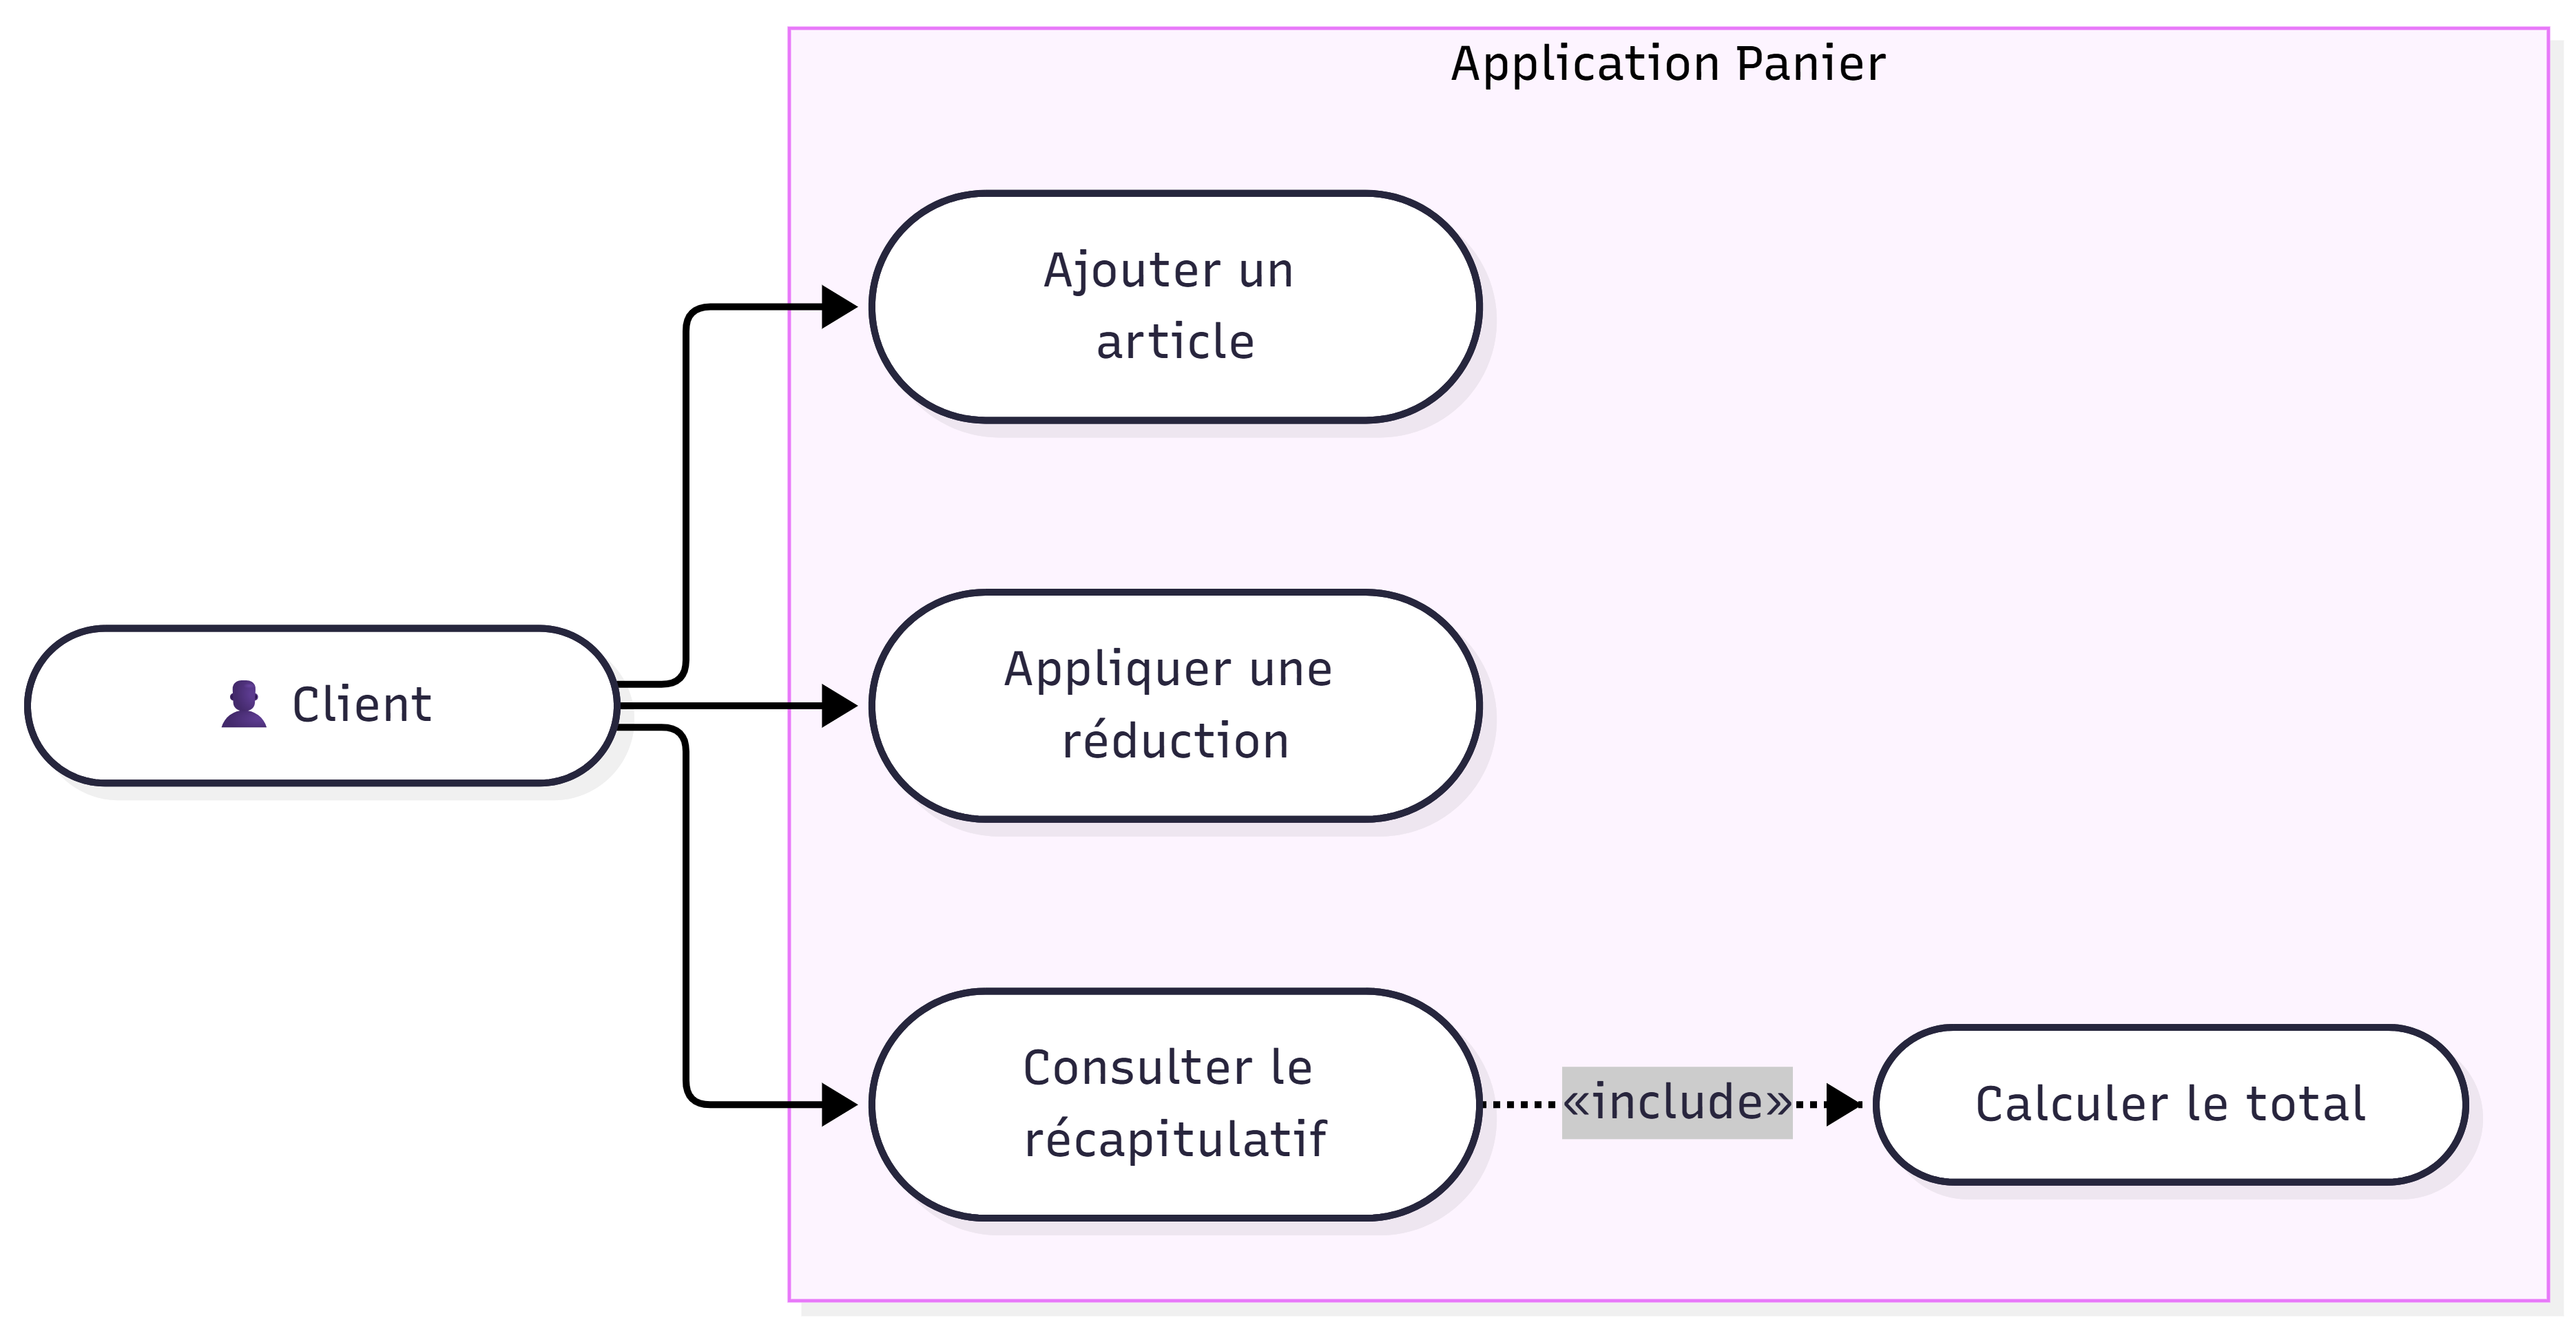 Application Panier
Ajouter un
article
Client
Appliquer une
réduction
Consulter le
récapitulatif
«include»
Calculer le total